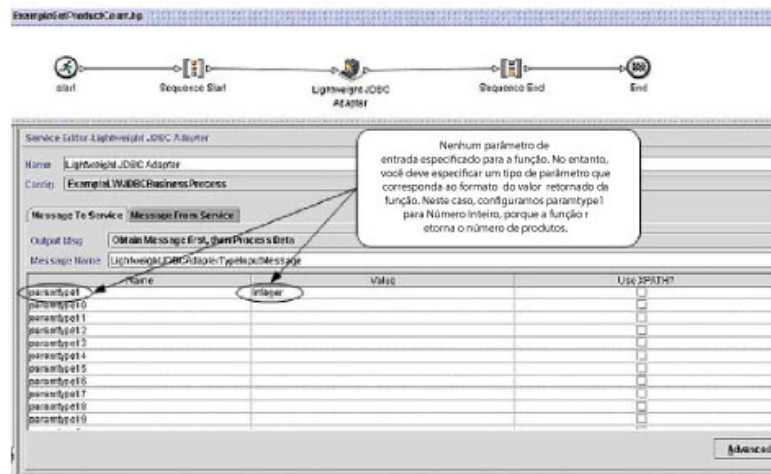 ExampleGetProductCount.bp
Start
Sequence Start
Lightweight JDBC
Adapter
Sequence End
End
Service Editor-Lightweight JDBC Adapter
Nenhum parâmetro de
entrada especificado para a função. No entanto,
você deve especificar um tipo de parâmetro que
corresponda ao formato do valor retornado da
função. Neste caso, configuramos paramtype1
para Número Inteiro, porque a função r
etorna o número de produtos.
Name Lightweight JDBC Adapter
Config ExampleLWJDBCBusinessProcess
Message To Service Message From Service
Output Msg Obtain Message first, then Process Data
Message Name LightweightJDBCAdapterTypeInputMessage
Name Value Use XPATH?
paramtype1 Integer
paramtype10
paramtype11
paramtype12
paramtype13
paramtype14
paramtype15
paramtype16
paramtype17
paramtype18
paramtype19
Advanced